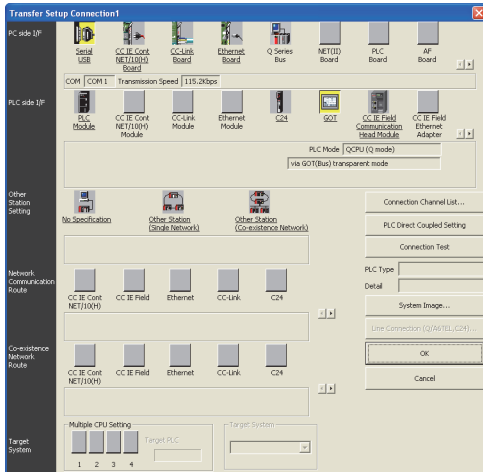 Transfer Setup Connection1
PC side I/F
Serial USB
CC IE Cont NET/10(H) Board
CC-Link Board
Ethernet Board
Q Series Bus
NET(II) Board
PLC Board
AF Board
COM COM 1 Transmission Speed 115.2kbps
PLC side I/F
PLC Module
CC IE Cont NET/10(H) Module
CC-Link Module
Ethernet Module
C24
GOT
CC IE Field Communication Head Module
CC IE Field Ethernet Adapter
PLC Mode QCPU (Q mode)
via GOT(Bus) transparent mode
Other Station Setting
No Specification
Other Station (Single Network)
Other Station (Co-existence Network)
Connection Channel List...
PLC Direct Coupled Setting
Connection Test
PLC Type
Detail
System Image...
Line Connection (Q/A6TEL,C24)...
OK
Cancel
Network Communication Route
CC IE Cont NET/10(H)
CC IE Field
Ethernet
CC-Link
C24
Co-existence Network Route
CC IE Cont NET/10(H)
CC IE Field
Ethernet
CC-Link
C24
Target System
Multiple CPU Setting
1 2 3 4
Target PLC
Target System